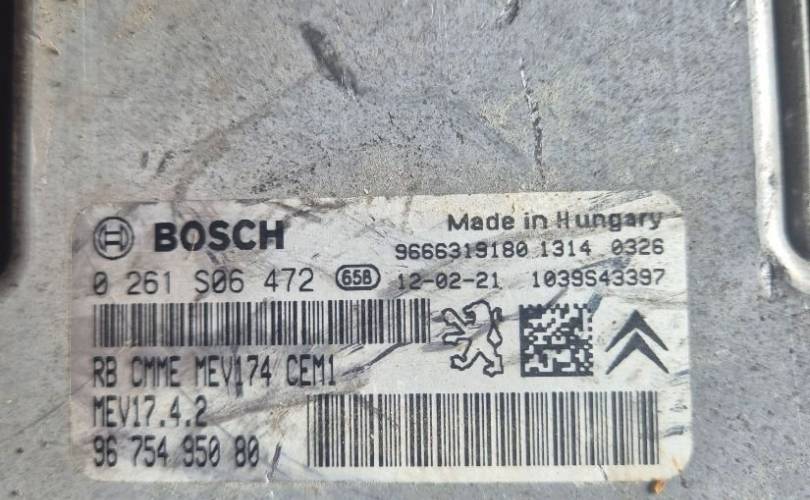 BOSCH
Made in Hungary
9666319180 1314 0326
0 261 S06 472 658 12-02-21 1039S43397
RB CMME MEV174 CEM1
MEV17.4.2
96 754 950 80